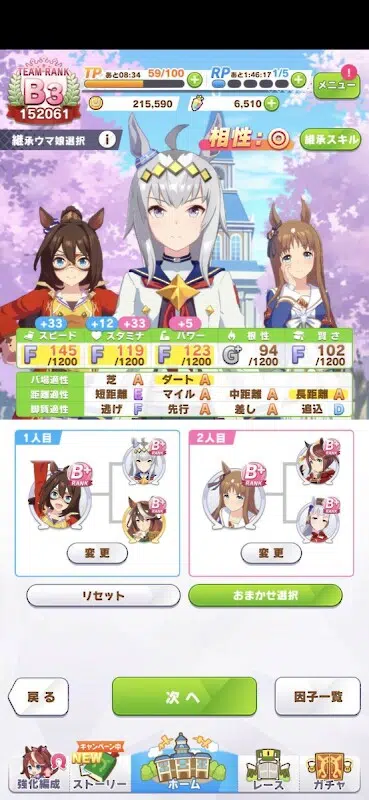 TEAM RANK
B3
152061
TP あと08:34 59/100
RP あと1:46:17 1/5
メニュー
215,590
6,510
継承ウマ娘選択
相性:◎
継承スキル
+33 +12 +33 +5
スピード スタミナ パワー 根性 賢さ
F 145 /1200
F 119 /1200
F 123 /1200
G 94 /1200
F 102 /1200
バ場適性 芝 A ダート A
距離適性 短距離 E マイル A 中距離 A 長距離 A
脚質適性 逃げ F 先行 A 差し A 追込 D
1人目
B+ RANK
B+ RANK
B+ RANK
変更
2人目
B+ RANK
B+ RANK
B+ RANK
変更
リセット
おまかせ選択
戻る
次へ
因子一覧
強化編成
キャンペーン中
NEW
ストーリー
ホーム
レース
ガチャ